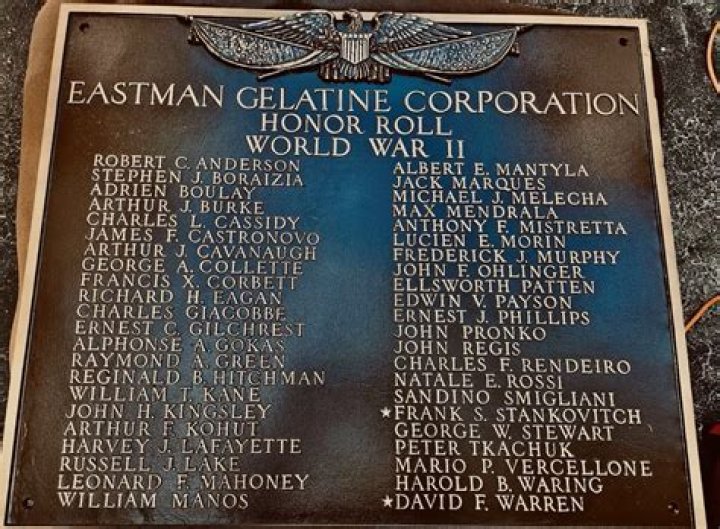 EASTMAN GELATINE CORPORATION
HONOR ROLL
WORLD WAR II
ROBERT C. ANDERSON
STEPHEN J. BORAIZIA
ADRIEN BOULAY
ARTHUR J. BURKE
CHARLES L. CASSIDY
JAMES F. CASTRONOVO
ARTHUR J. CAVANAUGH
GEORGE A. COLLETTE
FRANCIS X. CORBETT
RICHARD H. EAGAN
CHARLES GIACOBBE
ERNEST C. GILCHREST
ALPHONSE A. GOKAS
RAYMOND A. GREEN
REGINALD B. HITCHMAN
WILLIAM T. KANE
JOHN H. KINGSLEY
ARTHUR F. KOHUT
HARVEY J. LAFAYETTE
RUSSELL J. LAKE
LEONARD F. MAHONEY
WILLIAM MANOS
ALBERT E. MANTYLA
JACK MARQUES
MICHAEL J. MELECHA
MAX MENDRALA
ANTHONY F. MISTRETTA
LUCIEN E. MORIN
FREDERICK J. MURPHY
JOHN F. OHLINGER
ELLSWORTH PATTEN
EDWIN V. PAYSON
ERNEST J. PHILLIPS
JOHN PRONKO
JOHN REGIS
CHARLES F. RENDEIRO
NATALE E. ROSSI
SANDINO SMIGLIANI
★FRANK S. STANKOVITCH
GEORGE W. STEWART
PETER TKACHUK
MARIO P. VERCELLONE
HAROLD B. WARING
★DAVID F. WARREN